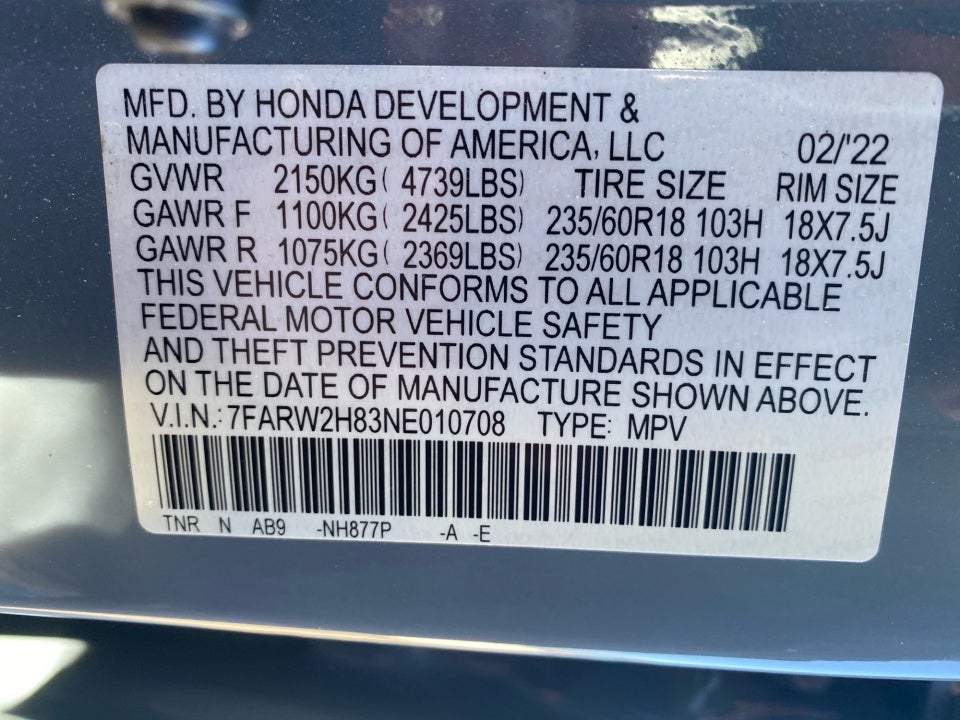 MFD. BY HONDA DEVELOPMENT &
MANUFACTURING OF AMERICA, LLC 02/'22
GVWR 2150KG( 4739LBS) TIRE SIZE RIM SIZE
GAWR F 1100KG( 2425LBS) 235/60R18 103H 18X7.5J
GAWR R 1075KG( 2369LBS) 235/60R18 103H 18X7.5J
THIS VEHICLE CONFORMS TO ALL APPLICABLE
FEDERAL MOTOR VEHICLE SAFETY
AND THEFT PREVENTION STANDARDS IN EFFECT
ON THE DATE OF MANUFACTURE SHOWN ABOVE.
V.I.N.: 7FARW2H83NE010708 TYPE: MPV
TNR N AB9 -NH877P -A -E